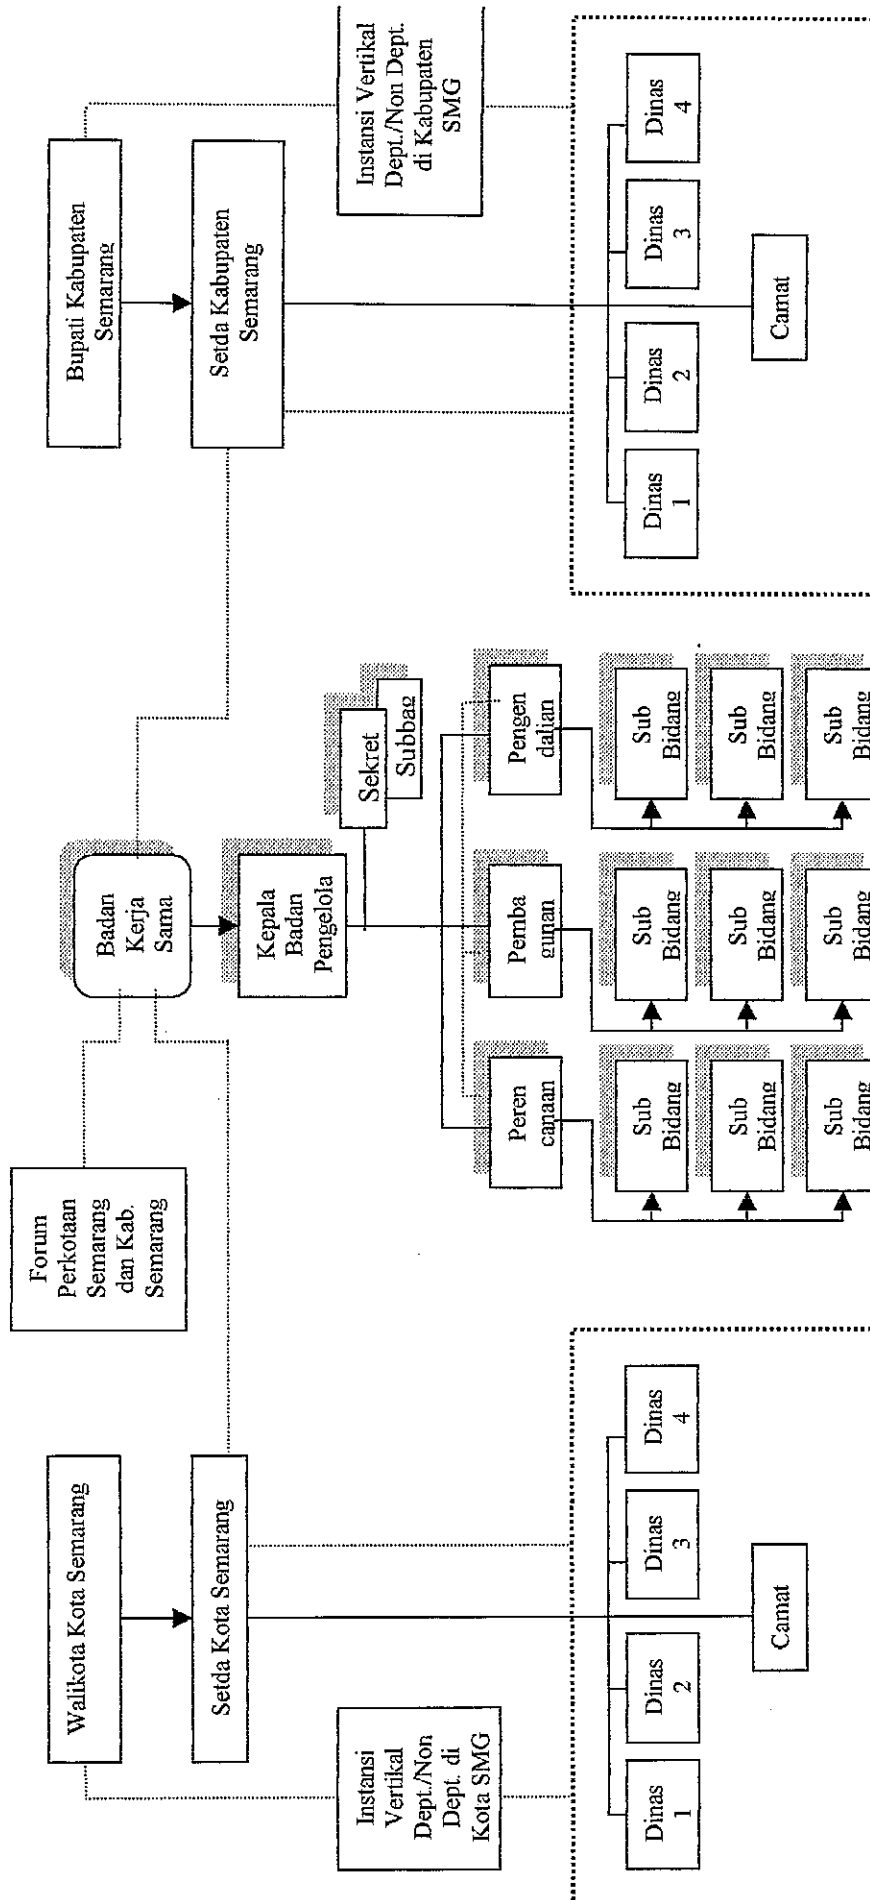 Forum
Perkotaan
Semarang
dan Kab.
Semarang
Walikota Kota Semarang
Setda Kota Semarang
Instansi
Vertikal
Dept./Non
Dept. di
Kota SMG
Dinas
1
Dinas
2
Dinas
3
Dinas
4
Camat
Badan
Kerja
Sama
Kepala
Badan
Pengelola
Sekret
Subbag
Peren
canaan
Pemba
gunan
Pengen
dalian
Sub
Bidang
Sub
Bidang
Sub
Bidang
Sub
Bidang
Sub
Bidang
Sub
Bidang
Sub
Bidang
Sub
Bidang
Sub
Bidang
Bupati Kabupaten
Semarang
Setda Kabupaten
Semarang
Instansi Vertikal
Dept./Non Dept.
di Kabupaten
SMG
Dinas
1
Dinas
2
Dinas
3
Dinas
4
Camat